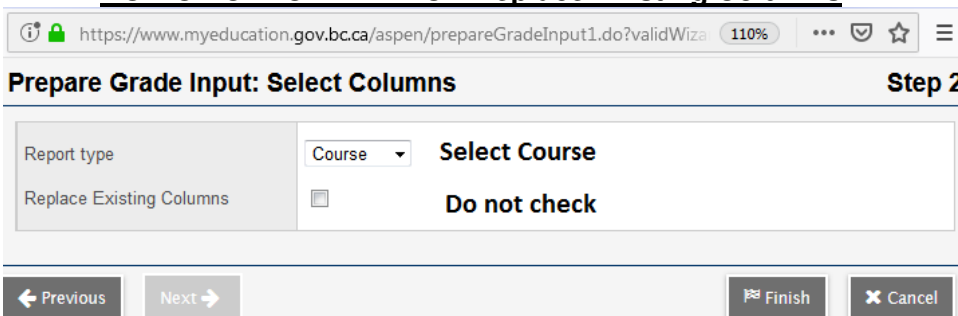 https://www.myeducation.gov.bc.ca/aspen/prepareGradeInput1.do?validWiza 110%
Prepare Grade Input: Select Columns Step 2
Report type Course Select Course
Replace Existing Columns Do not check
Previous Next Finish Cancel